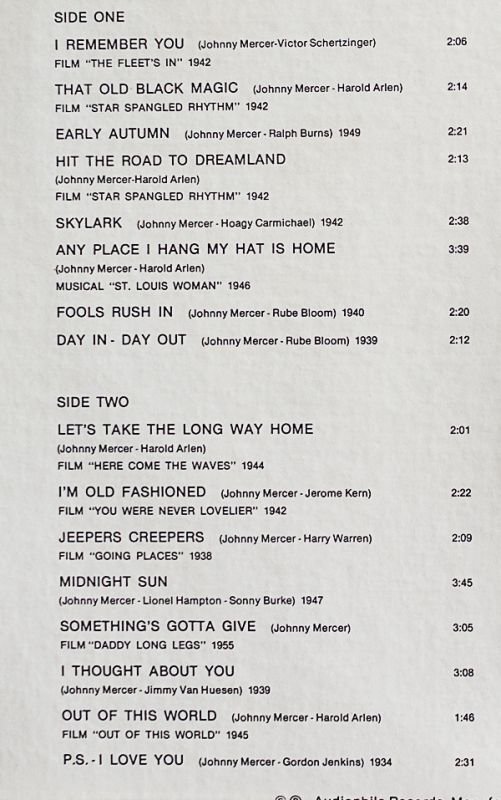 SIDE ONE
I REMEMBER YOU (Johnny Mercer-Victor Schertzinger) 2:06
FILM "THE FLEET'S IN" 1942
THAT OLD BLACK MAGIC (Johnny Mercer - Harold Arlen) 2:14
FILM "STAR SPANGLED RHYTHM" 1942
EARLY AUTUMN (Johnny Mercer - Ralph Burns) 1949 2:21
HIT THE ROAD TO DREAMLAND 2:13
(Johnny Mercer-Harold Arlen)
FILM "STAR SPANGLED RHYTHM" 1942
SKYLARK (Johnny Mercer - Hoagy Carmichael) 1942 2:38
ANY PLACE I HANG MY HAT IS HOME 3:39
(Johnny Mercer - Harold Arlen)
MUSICAL "ST. LOUIS WOMAN" 1946
FOOLS RUSH IN (Johnny Mercer - Rube Bloom) 1940 2:20
DAY IN - DAY OUT (Johnny Mercer - Rube Bloom) 1939 2:12
SIDE TWO
LET'S TAKE THE LONG WAY HOME 2:01
(Johnny Mercer - Harold Arlen)
FILM "HERE COME THE WAVES" 1944
I'M OLD FASHIONED (Johnny Mercer - Jerome Kern) 2:22
FILM "YOU WERE NEVER LOVELIER" 1942
JEEPERS CREEPERS (Johnny Mercer - Harry Warren) 2:09
FILM "GOING PLACES" 1938
MIDNIGHT SUN 3:45
(Johnny Mercer - Lionel Hampton - Sonny Burke) 1947
SOMETHING'S GOTTA GIVE (Johnny Mercer) 3:05
FILM "DADDY LONG LEGS" 1955
I THOUGHT ABOUT YOU 3:08
(Johnny Mercer - Jimmy Van Huesen) 1939
OUT OF THIS WORLD (Johnny Mercer - Harold Arlen) 1:46
FILM "OUT OF THIS WORLD" 1945
P.S. - I LOVE YOU (Johnny Mercer - Gordon Jenkins) 1934 2:31
© ℗ Audiophile Records